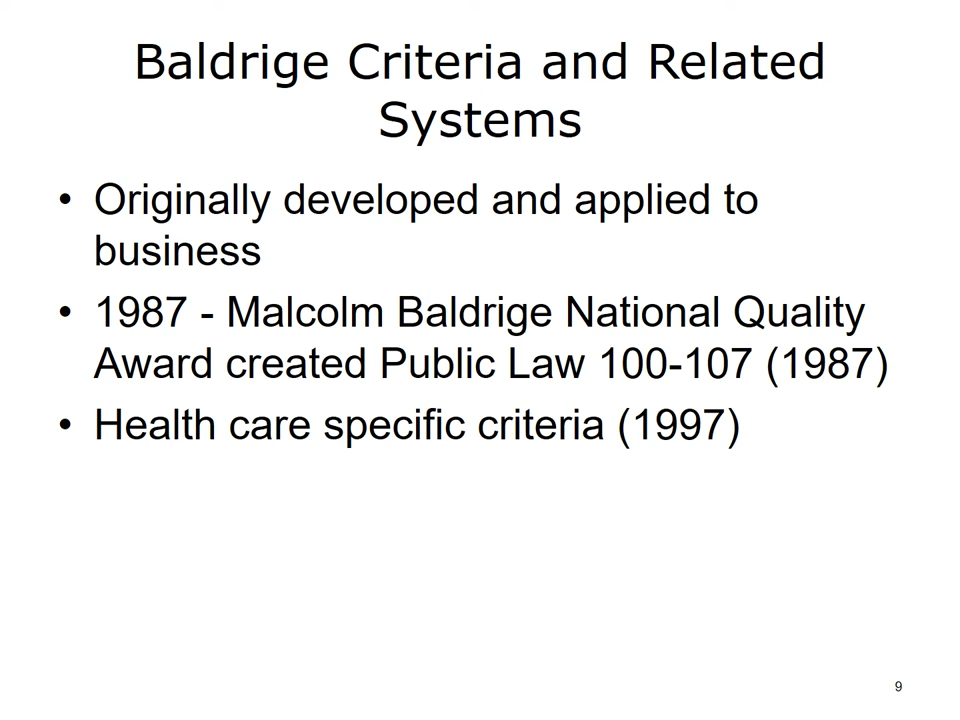 Baldrige Criteria and Related
Systems
• Originally developed and applied to
business
• 1987 - Malcolm Baldrige National Quality
Award created Public Law 100-107 (1987)
• Health care specific criteria (1997)
9